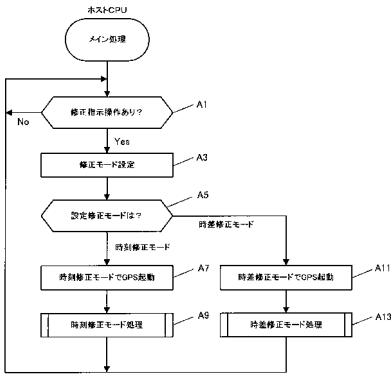 ホストCPU
メイン処理
修正指示操作あり?
A1
No
Yes
修正モード設定
A3
設定修正モードは?
A5
時差修正モード
時刻修正モード
時刻修正モードでGPS起動
A7
時差修正モードでGPS起動
A11
時刻修正モード処理
A9
時差修正モード処理
A13